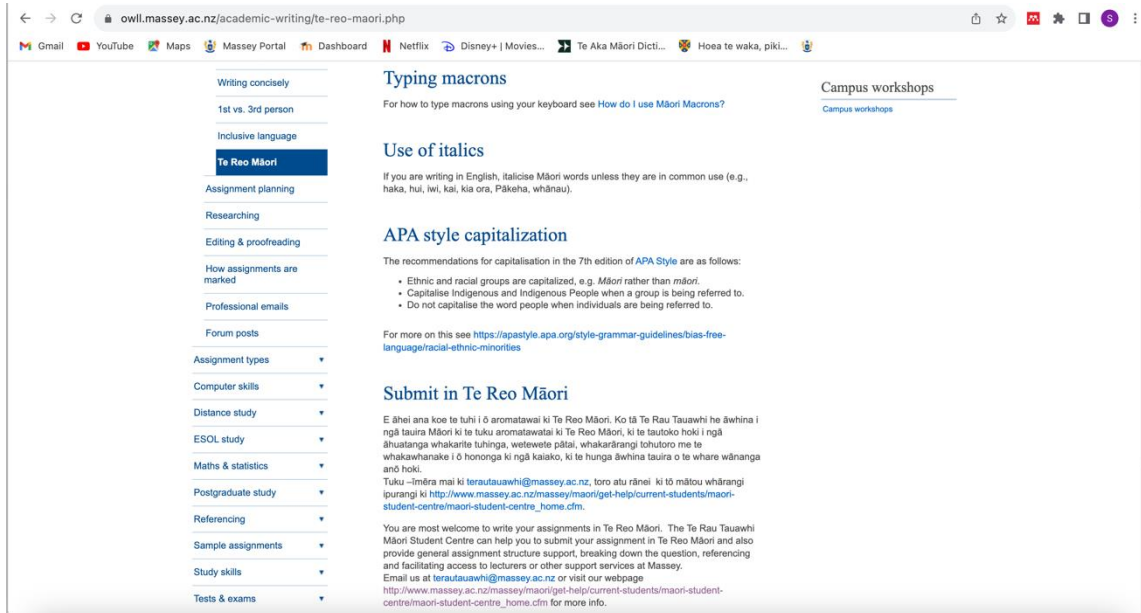 owll.massey.ac.nz/academic-writing/te-reo-maori.php
S
Gmail YouTube Maps Massey Portal Dashboard Netflix Disney+ | Movies... Te Aka Māori Dicti... Hoea te waka, piki...
Writing concisely
1st vs. 3rd person
Inclusive language
Te Reo Māori
Assignment planning
Researching
Editing & proofreading
How assignments are
marked
Professional emails
Forum posts
Assignment types
Computer skills
Distance study
ESOL study
Maths & statistics
Postgraduate study
Referencing
Sample assignments
Study skills
Tests & exams
Typing macrons
For how to type macrons using your keyboard see How do I use Māori Macrons?
Use of italics
If you are writing in English, italicise Māori words unless they are in common use (e.g.,
haka, hui, iwi, kai, kia ora, Pākeha, whānau).
APA style capitalization
The recommendations for capitalisation in the 7th edition of APA Style are as follows:
• Ethnic and racial groups are capitalized, e.g. Māori rather than māori.
• Capitalise Indigenous and Indigenous People when a group is being referred to.
• Do not capitalise the word people when individuals are being referred to.
For more on this see https://apastyle.apa.org/style-grammar-guidelines/bias-free-
language/racial-ethnic-minorities
Submit in Te Reo Māori
E āhei ana koe te tuhi i ō aromatawai ki Te Reo Māori. Ko tā Te Rau Tauawhi he āwhina i
ngā tauira Māori ki te tuku aromatawatai ki Te Reo Māori, ki te tautoko hoki i ngā
āhuatanga whakarite tuhinga, wetewete pātai, whakarārangi tohutoro me te
whakawhanake i ō hononga ki ngā kaiako, ki te hunga āwhina tauira o te whare wānanga
anō hoki.
Tuku –īmēra mai ki terautauawhi@massey.ac.nz, toro atu rānei ki tō mātou whārangi
ipurangi ki http://www.massey.ac.nz/massey/maori/get-help/current-students/maori-
student-centre/maori-student-centre_home.cfm.
You are most welcome to write your assignments in Te Reo Māori. The Te Rau Tauawhi
Māori Student Centre can help you to submit your assignment in Te Reo Māori and also
provide general assignment structure support, breaking down the question, referencing
and facilitating access to lecturers or other support services at Massey.
Email us at terautauawhi@massey.ac.nz or visit our webpage
http://www.massey.ac.nz/massey/maori/get-help/current-students/maori-student-
centre/maori-student-centre_home.cfm for more info.
Campus workshops
Campus workshops